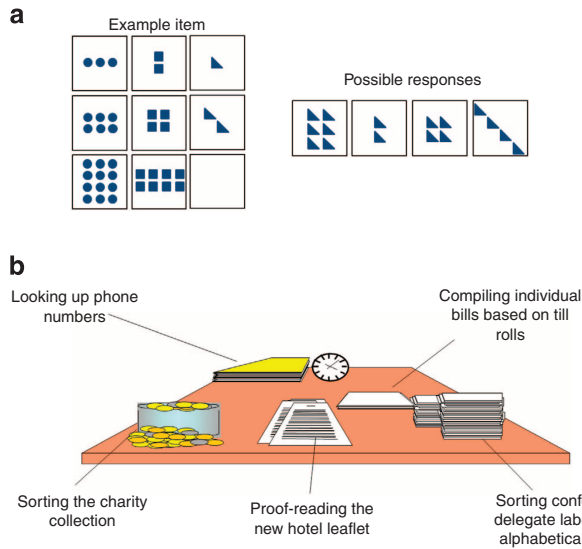 a
Example item
Possible responses
b
Looking up phone
numbers
Compiling individual
bills based on till
rolls
Sorting the charity
collection
Proof-reading the
new hotel leaflet
Sorting conf
delegate lab
alphabetica